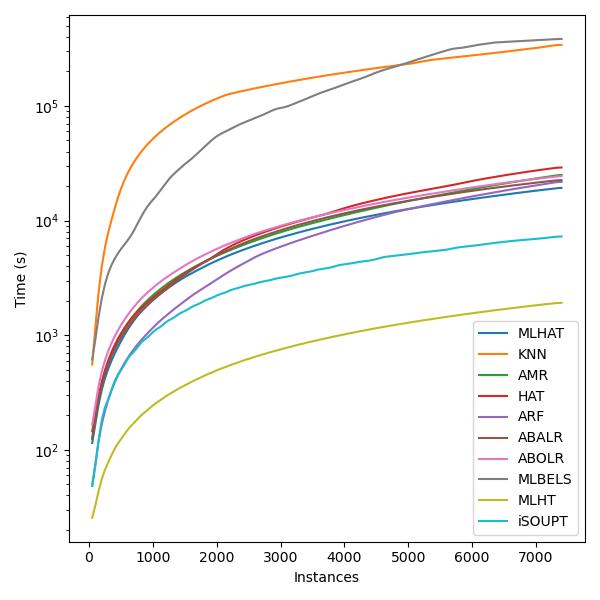 Time (s)
10^5
10^4
10^3
10^2
0 1000 2000 3000 4000 5000 6000 7000
Instances
MLHAT
KNN
AMR
HAT
ARF
ABALR
ABOLR
MLBELS
MLHT
iSOUPT